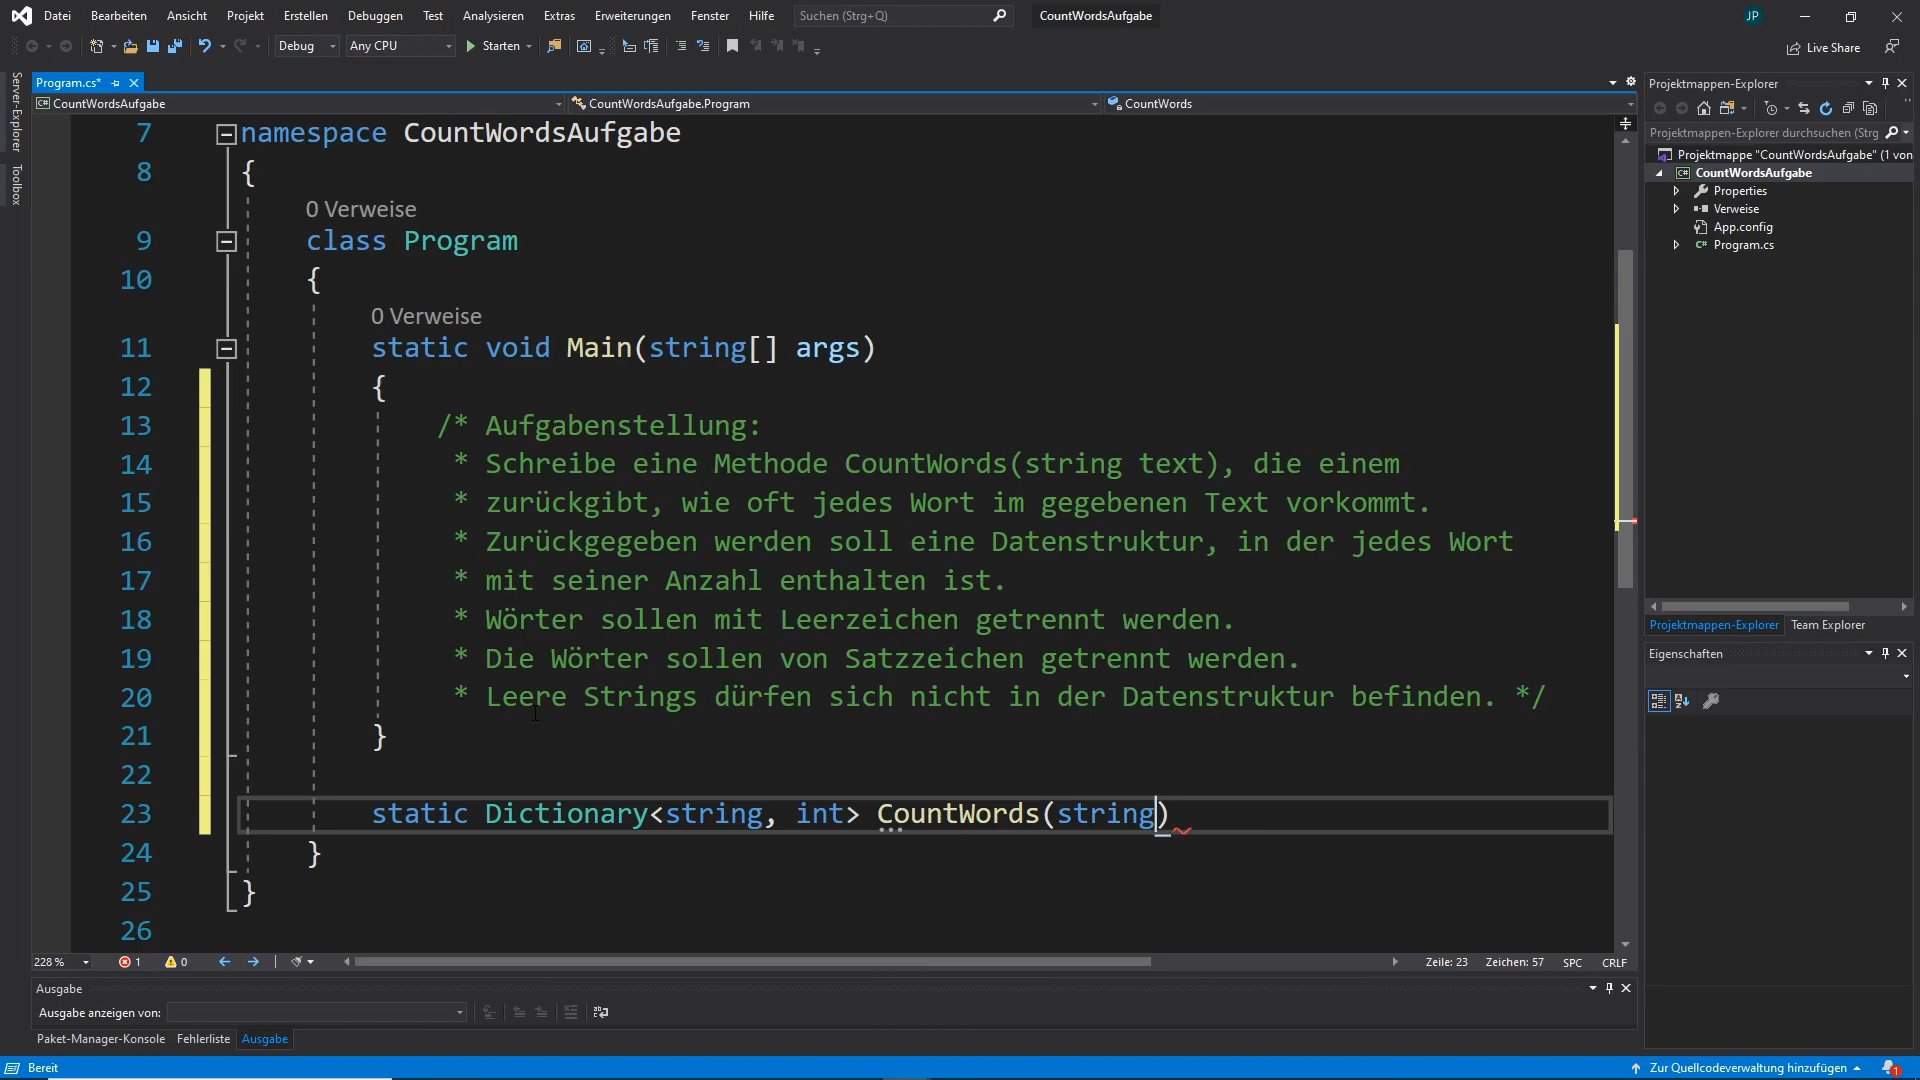 Datei Bearbeiten Ansicht Projekt Erstellen Debuggen Test Analysieren Extras Erweiterungen Fenster Hilfe Suchen (Strg+Q) CountWordsAufgabe JP
Debug Any CPU Starten Live Share
Server-Explorer
Toolbox
Program.cs*
CountWordsAufgabe CountWordsAufgabe.Program CountWords
7 namespace CountWordsAufgabe
8 {
0 Verweise
9 class Program
10 {
0 Verweise
11 static void Main(string[] args)
12 {
13 /* Aufgabenstellung:
14 * Schreibe eine Methode CountWords(string text), die einem
15 * zurückgibt, wie oft jedes Wort im gegebenen Text vorkommt.
16 * Zurückgegeben werden soll eine Datenstruktur, in der jedes Wort
17 * mit seiner Anzahl enthalten ist.
18 * Wörter sollen mit Leerzeichen getrennt werden.
19 * Die Wörter sollen von Satzzeichen getrennt werden.
20 * Leere Strings dürfen sich nicht in der Datenstruktur befinden. */
21 }
22
23 static Dictionary<string, int> CountWords(string)
24 }
25 }
26
228 % 1 0 Zeile: 23 Zeichen: 57 SPC CRLF
Ausgabe
Ausgabe anzeigen von:
Paket-Manager-Konsole Fehlerliste Ausgabe
Projektmappen-Explorer
Projektmappen-Explorer durchsuchen (Strg
Projektmappe "CountWordsAufgabe" (1 von
CountWordsAufgabe
Properties
Verweise
App.config
Program.cs
Projektmappen-Explorer Team Explorer
Eigenschaften
Bereit Zur Quellcodeverwaltung hinzufügen 1